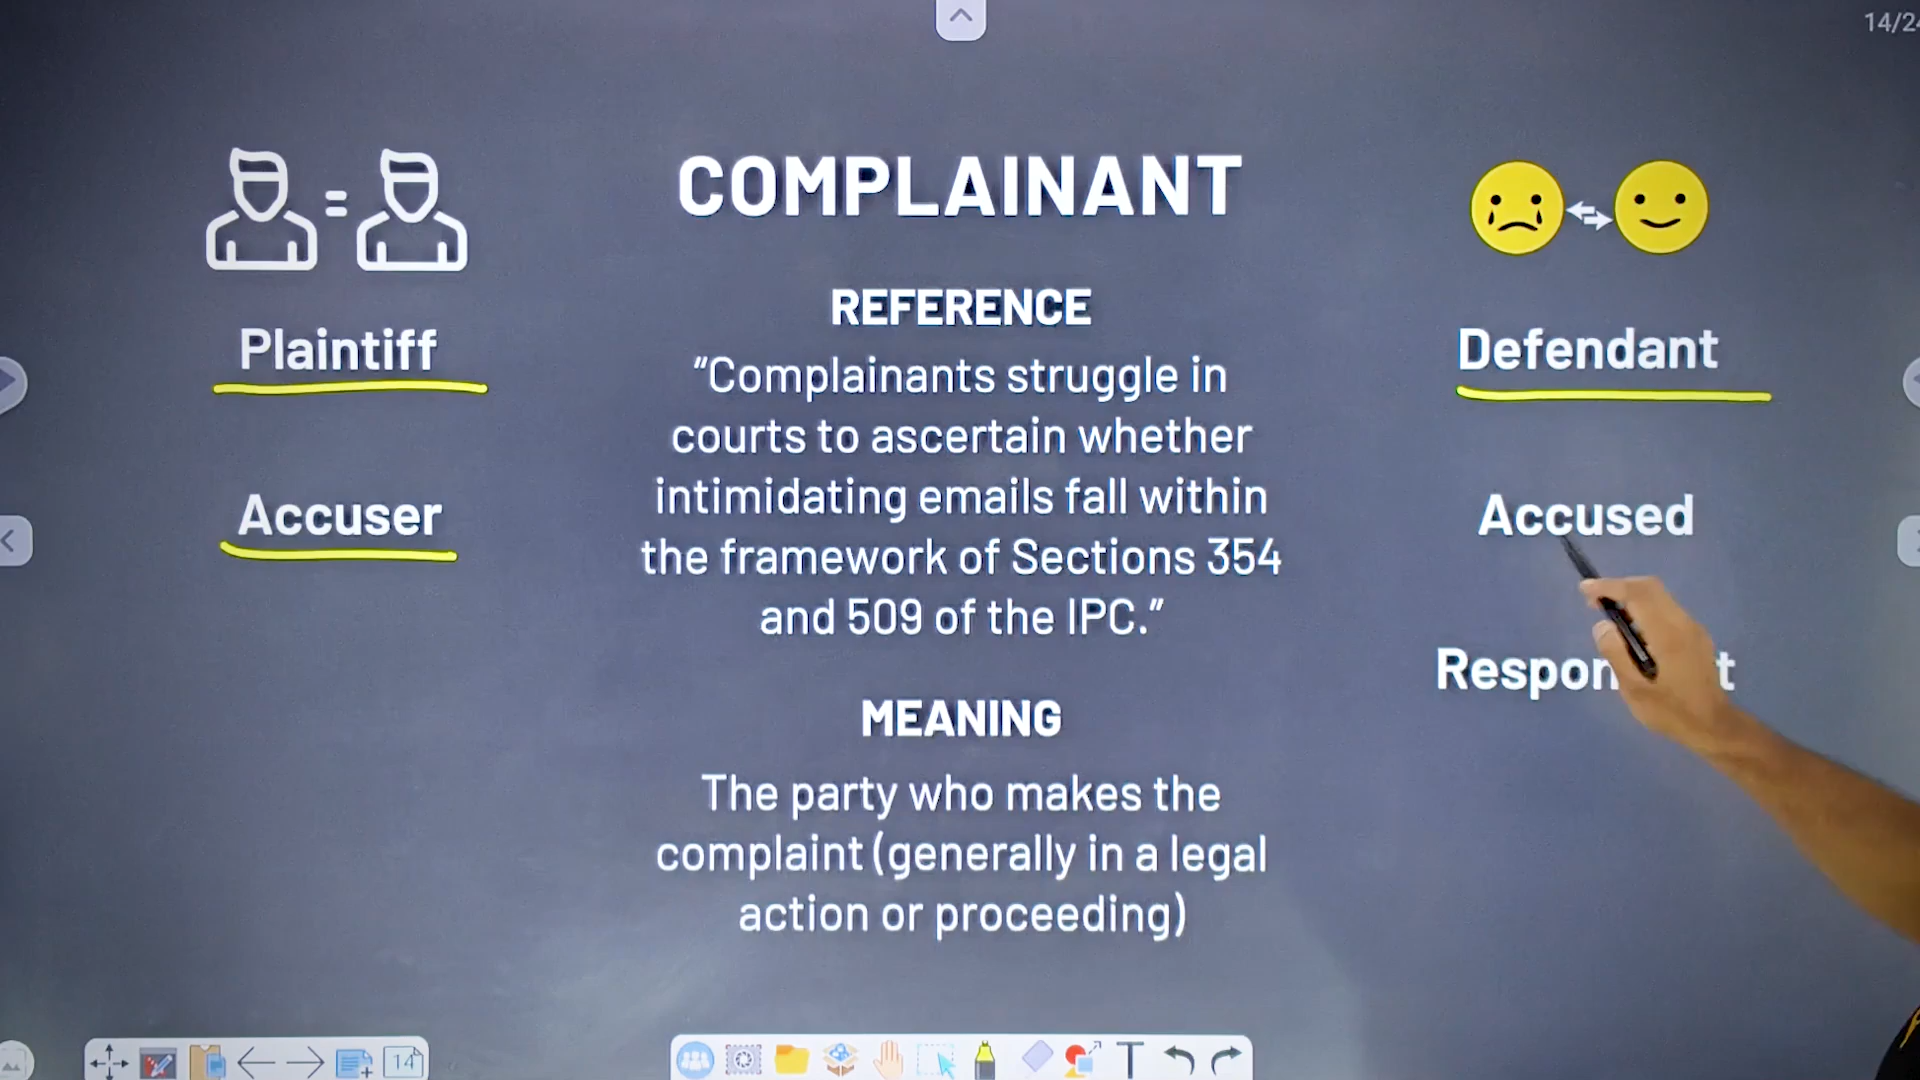 14/2
COMPLAINANT
REFERENCE
“Complainants struggle in
courts to ascertain whether
intimidating emails fall within
the framework of Sections 354
and 509 of the IPC.”
MEANING
The party who makes the
complaint (generally in a legal
action or proceeding)
Plaintiff
Accuser
Defendant
Accused
14